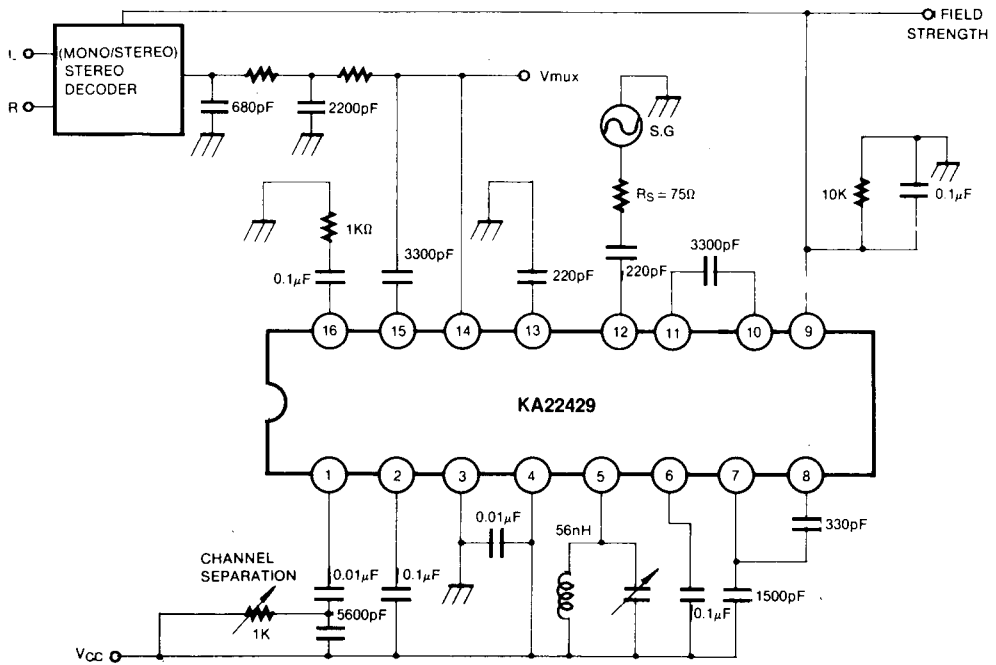 FIELD
STRENGTH
L
(MONO/STEREO)
STEREO
DECODER
R
Vmux
680pF
2200pF
S.G
RS = 75Ω
10K
0.1μF
1KΩ
0.1μF
3300pF
220pF
220pF
3300pF
16
15
14
13
12
11
10
9
KA22429
1
2
3
4
5
6
7
8
0.01μF
56nH
330pF
CHANNEL
SEPARATION
0.01μF
0.1μF
5600pF
1K
0.1μF
1500pF
VCC